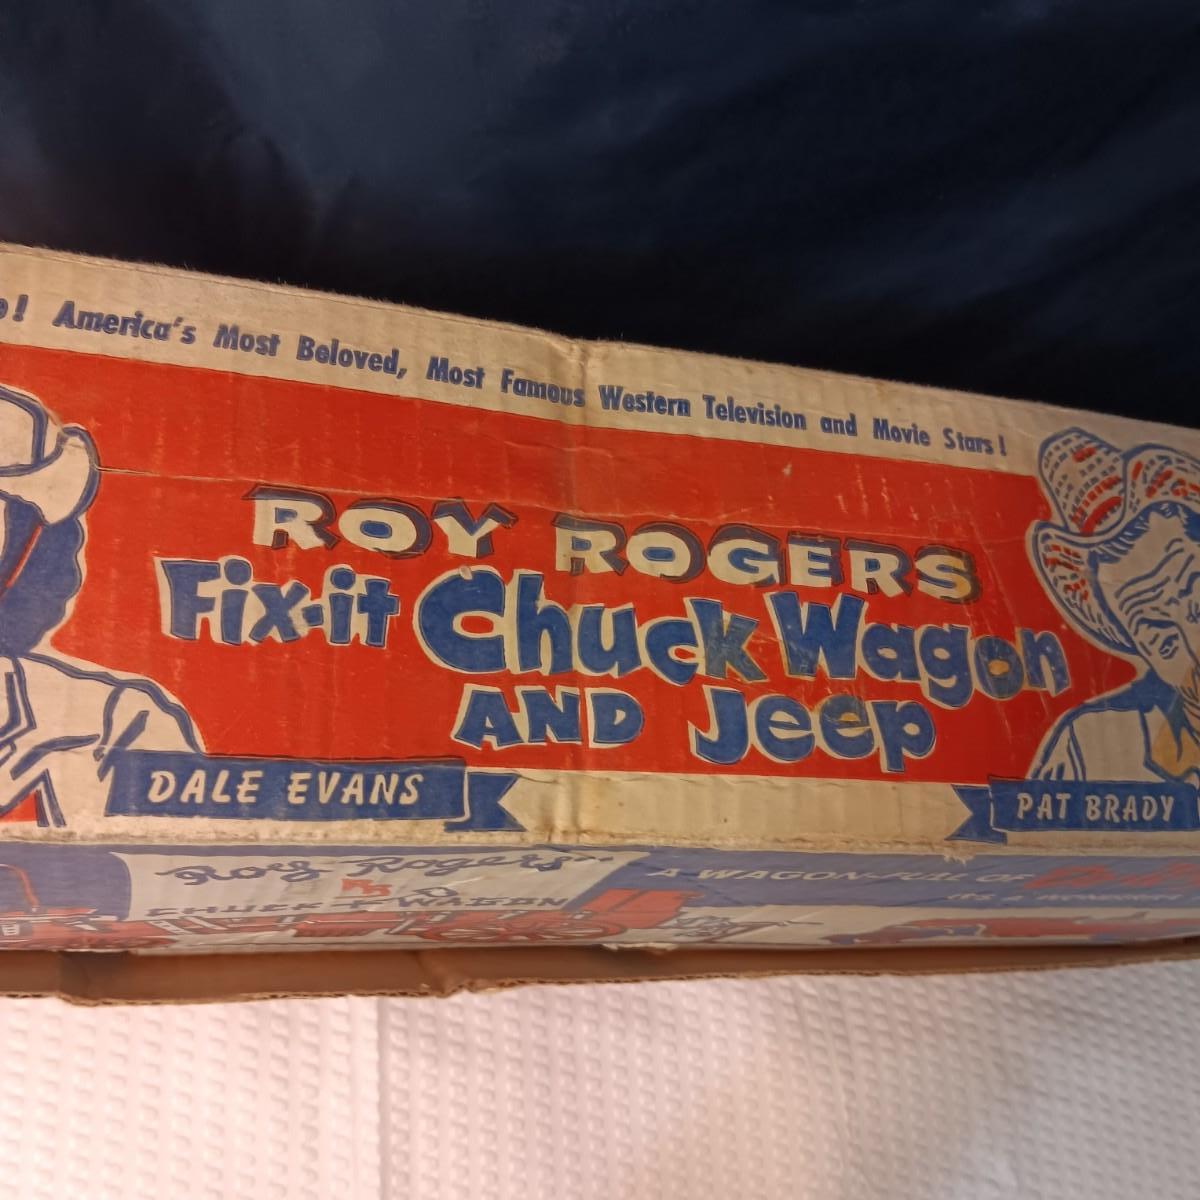 ! America's Most Beloved, Most Famous Western Television and Movie Stars!
ROY ROGERS
Fix-it Chuck Wagon
AND Jeep
DALE EVANS
PAT BRADY
Roy Rogers
RR
CHUCK WAGON
A WAGON-FULL OF